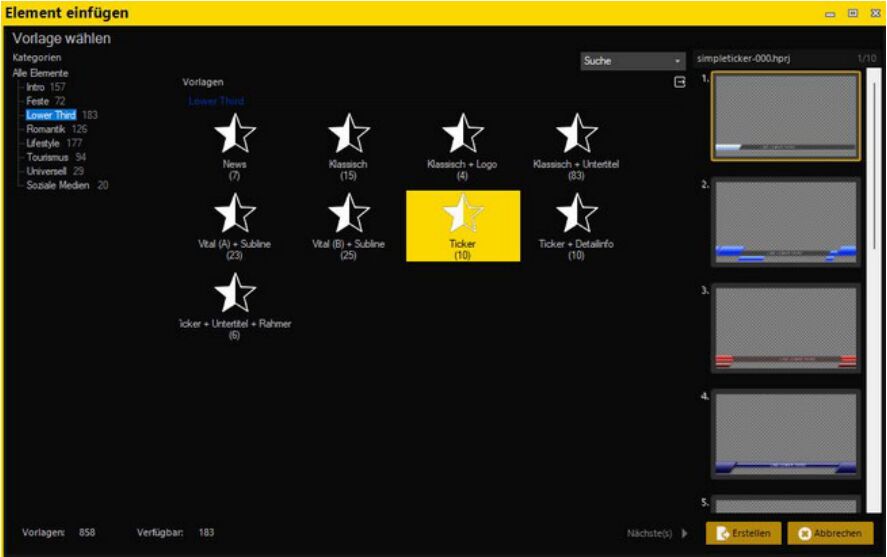 Element einfügen
Vorlage wählen
Kategorien
Alle Elemente
Intro 157
Feste 72
Lower Third 183
Romantik 126
Lifestyle 177
Tourismus 94
Universell 29
Soziale Medien 20
Suche
Vorlagen
Lower Third
News
(7)
Klassisch
(15)
Klassisch + Logo
(4)
Klassisch + Untertitel
(83)
Vital (A) + Subline
(23)
Vital (B) + Subline
(25)
Ticker
(10)
Ticker + Detailinfo
(10)
icker + Untertitel + Rahmer
(6)
simpleticker-000.hprj 1/10
1.
2.
3.
4.
5.
Vorlagen: 858 Verfügbar: 183
Nächste(s)
Erstellen
Abbrechen